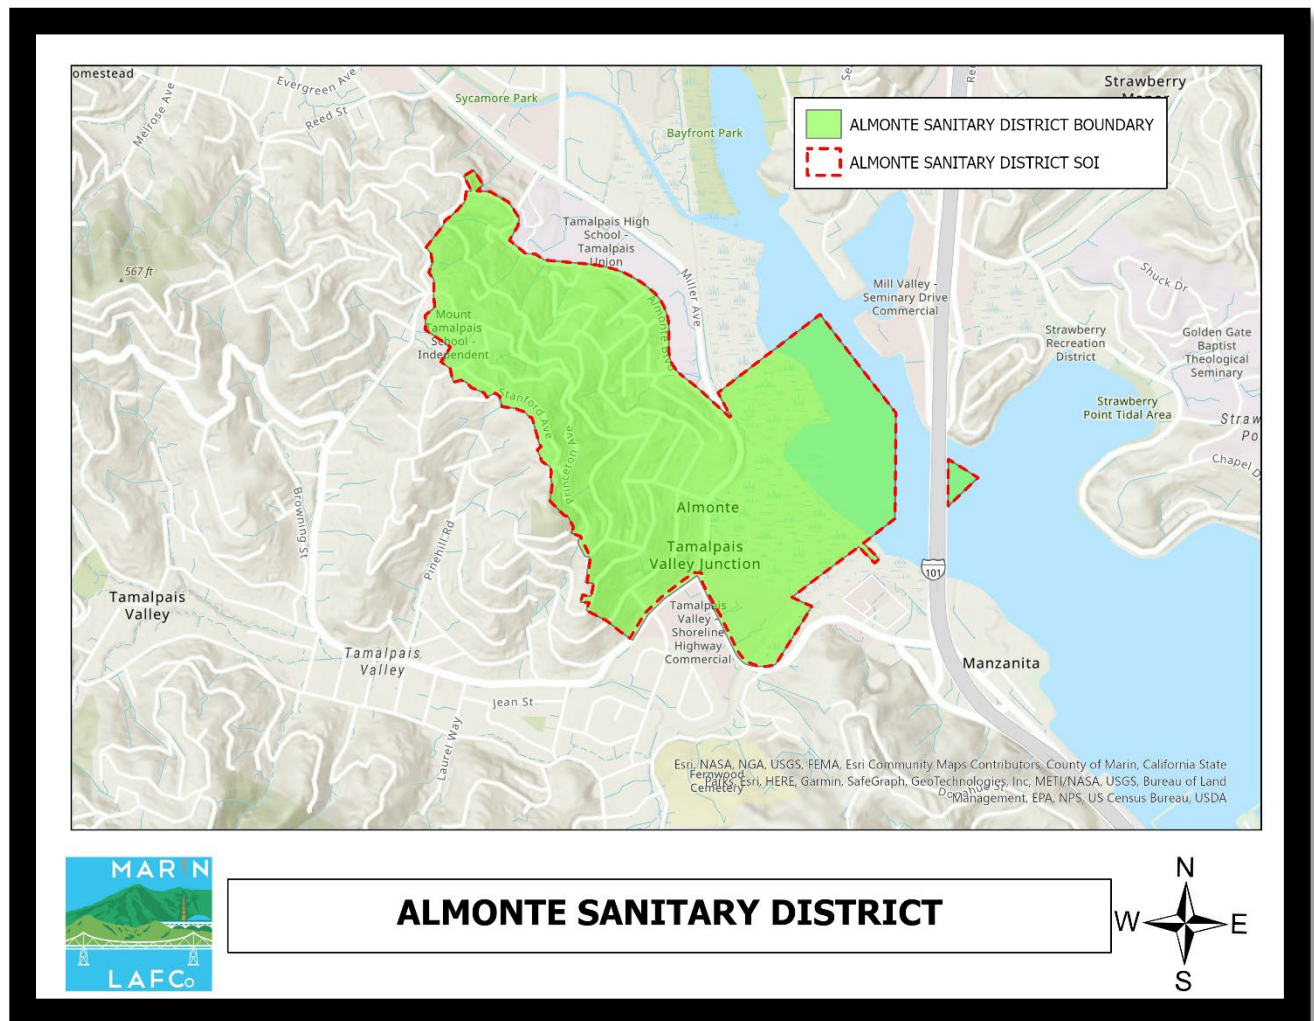 omestead
Evergreen Ave
Melrose Ave
Reed St
Sycamore Park
Bayfront Park
Strawberry
ALMONTE SANITARY DISTRICT BOUNDARY
ALMONTE SANITARY DISTRICT SOI
Tamalpais High
School -
Tamalpais
Union
567 ft
Miller Ave
Almonte Blvd
Mill Valley -
Seminary Drive
Commercial
Shuck Dr
Strawberry
Recreation
District
Golden Gate
Baptist
Theological
Seminary
Mount
Tamalpais
School -
Independent
Stanford Ave
Princeton Ave
Strawberry
Point Tidal Area
Straw
Po
Chapel D
Browning St
Pinehill Rd
Almonte
Tamalpais
Valley Junction
101
Tamalpais
Valley
Tamalpais
Valley -
Shoreline
Highway
Commercial
Tamalpais
Valley
Manzanita
Jean St
Laurel Way
Fernwood
Cemetery
Donahue St
Esri, NASA, NGA, USGS, FEMA, Esri Community Maps Contributors, County of Marin, California State
Parks, Esri, HERE, Garmin, SafeGraph, GeoTechnologies, Inc, METI/NASA, USGS, Bureau of Land
Management, EPA, NPS, US Census Bureau, USDA
MARIN
LAFCo
ALMONTE SANITARY DISTRICT
N
W
E
S